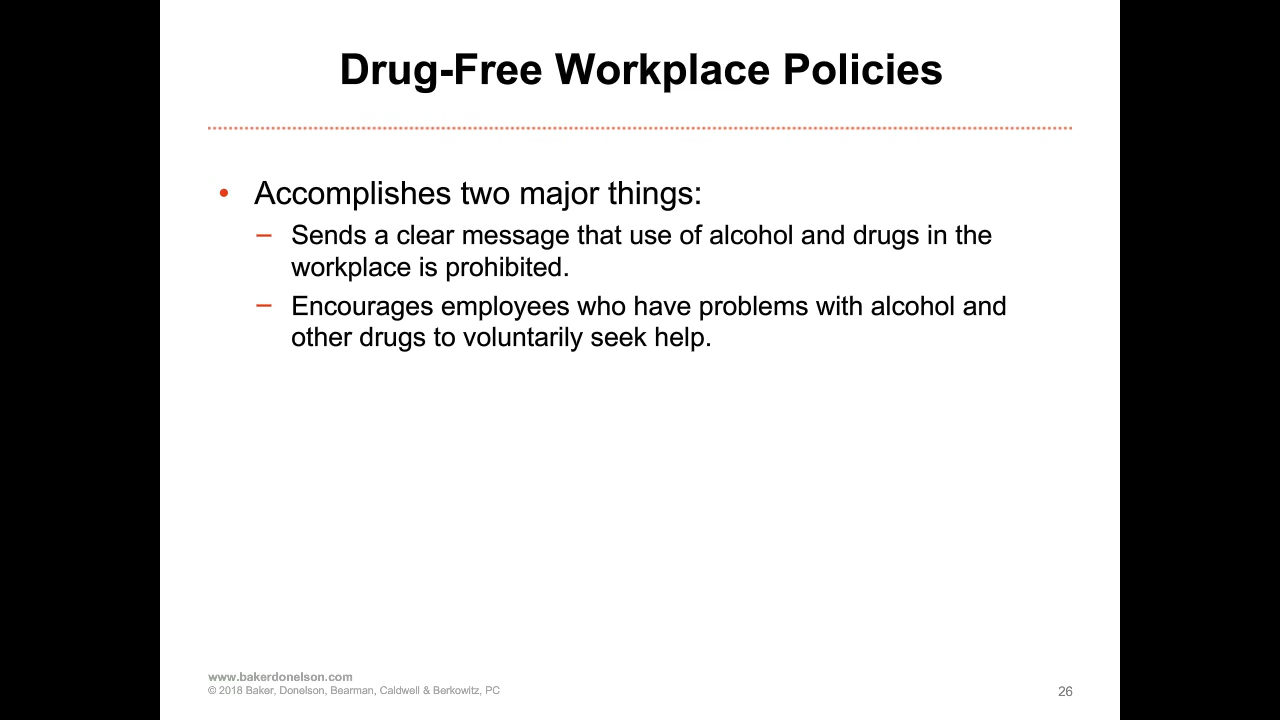 Drug-Free Workplace Policies
• Accomplishes two major things:
– Sends a clear message that use of alcohol and drugs in the
workplace is prohibited.
– Encourages employees who have problems with alcohol and
other drugs to voluntarily seek help.
www.bakerdonelson.com
© 2018 Baker, Donelson, Bearman, Caldwell & Berkowitz, PC
26